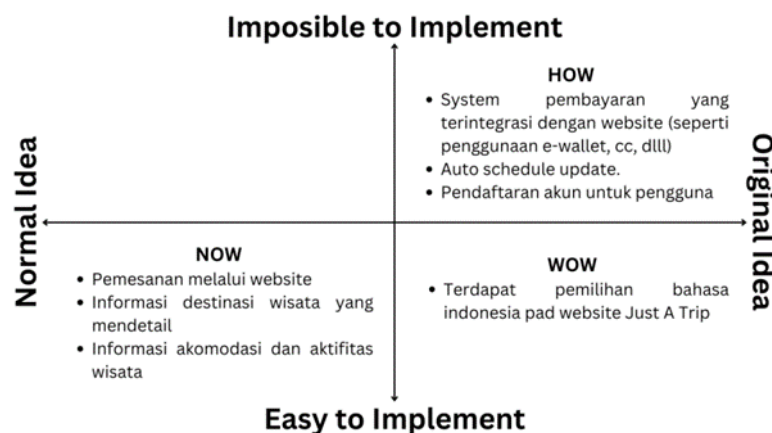 Imposible to Implement
HOW
• System pembayaran yang
terintegrasi dengan website (seperti
penggunaan e-wallet, cc, dlll)
• Auto schedule update.
• Pendaftaran akun untuk pengguna
Normal Idea
Original Idea
NOW
• Pemesanan melalui website
• Informasi destinasi wisata yang
mendetail
• Informasi akomodasi dan aktifitas
wisata
WOW
• Terdapat pemilihan bahasa
indonesia pad website Just A Trip
Easy to Implement